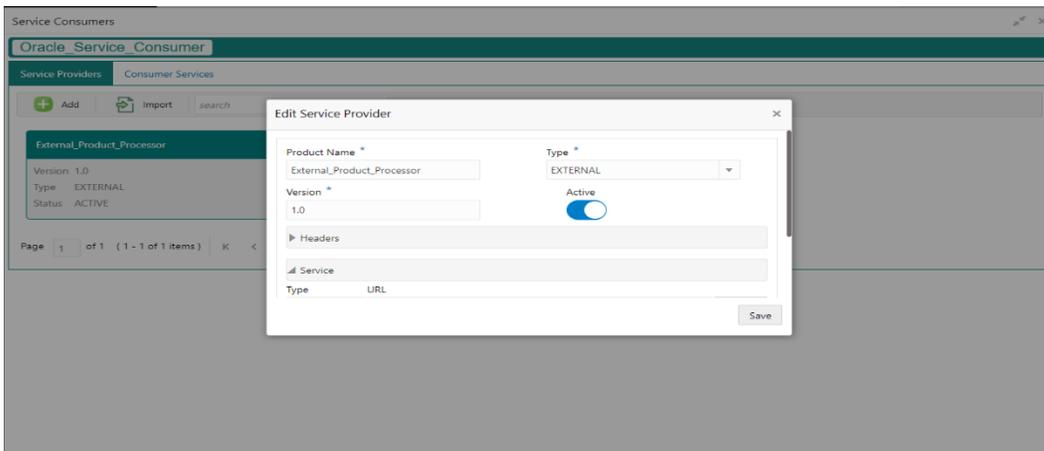 Service Consumers
Oracle_Service_Consumer
Service Providers Consumer Services
Add Import search
External_Product_Processor
Version 1.0
Type EXTERNAL
Status ACTIVE
Page 1 of 1 (1 - 1 of 1 items)
Edit Service Provider
Product Name * Type *
External_Product_Processor EXTERNAL
Version * Active
1.0
Headers
Service
Type URL
Save